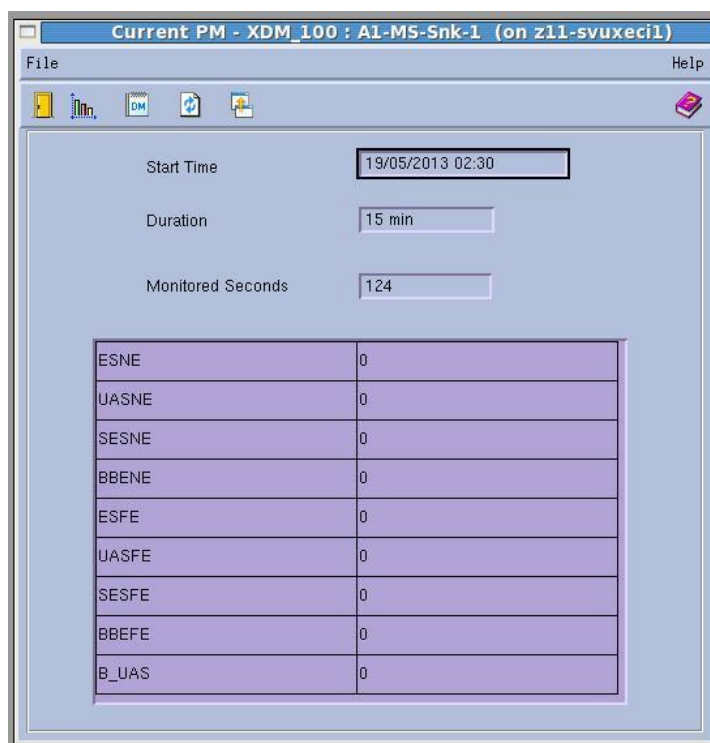 Current PM - XDM_100 : A1-MS-Snk-1 (on z11-svuxeci1)
File Help
DM
Start Time 19/05/2013 02:30
Duration 15 min
Monitored Seconds 124
ESNE 0
UASNE 0
SESNE 0
BBENE 0
ESFE 0
UASFE 0
SESFE 0
BBEFE 0
B_UAS 0